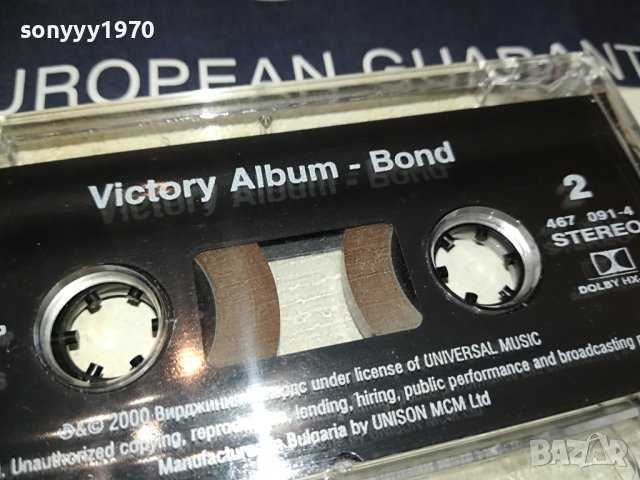 sonyyy1970
UROPEAN GUARANT
Victory Album - Bond
2
467 091-4
STEREO
DOLBY HX
P
℗&© 2000 Вирджиния under license of UNIVERSAL MUSIC
Unauthorized copying, lending, hiring, public performance and broadcasting
Bulgaria by UNISON MCM Ltd
BAZAR